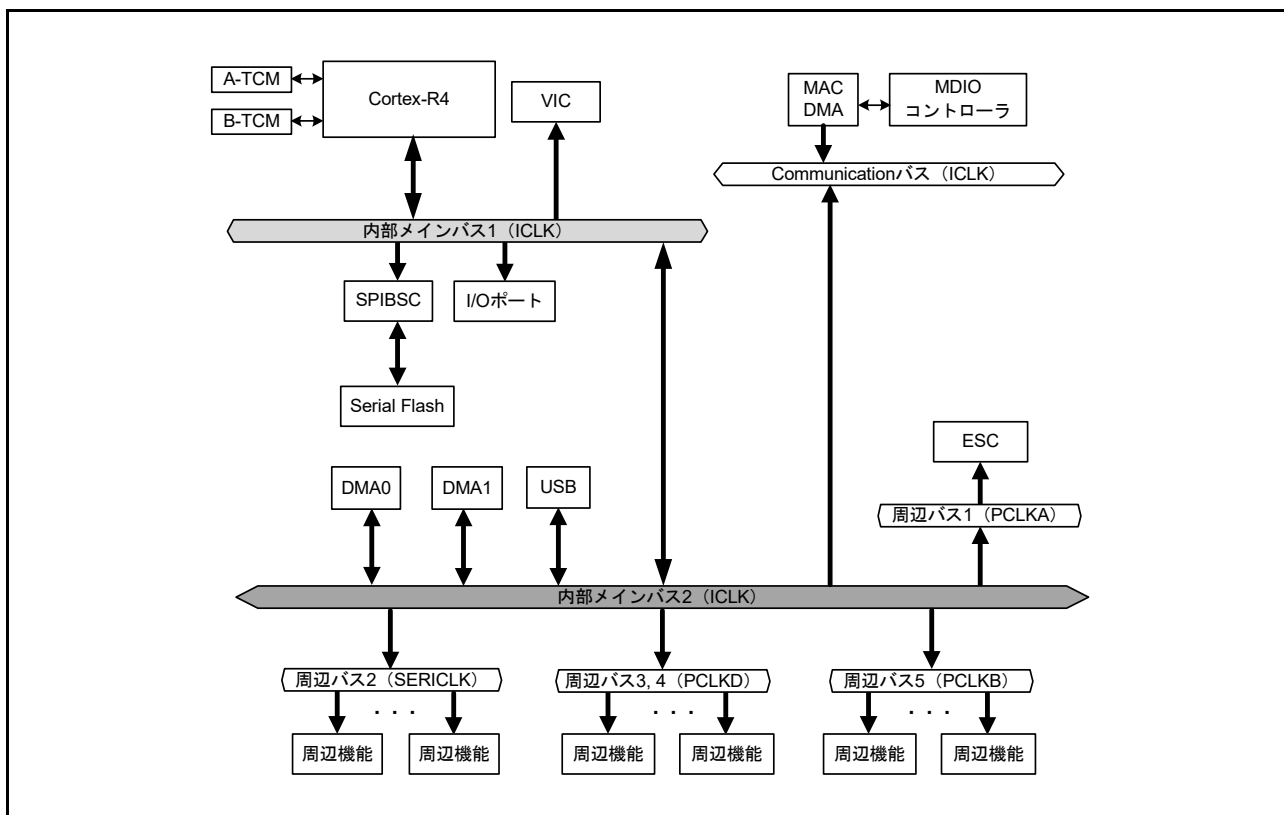 A-TCM
B-TCM
Cortex-R4
VIC
MAC
DMA
MDIO
コントローラ
Communicationバス（ICLK）
内部メインバス1（ICLK）
SPIBSC
I/Oポート
Serial Flash
ESC
DMA0
DMA1
USB
周辺バス1（PCLKA）
内部メインバス2（ICLK）
周辺バス2（SERICLK）
周辺バス3, 4（PCLKD）
周辺バス5（PCLKB）
・・・
・・・
・・・
周辺機能
周辺機能
周辺機能
周辺機能
周辺機能
周辺機能